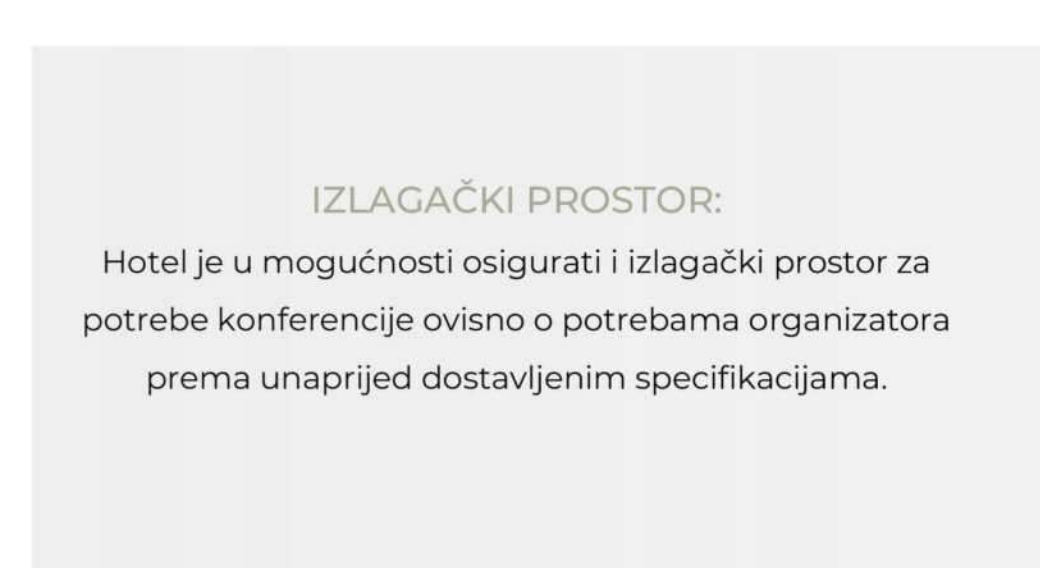 IZLAGAČKI PROSTOR:
Hotel je u mogućnosti osigurati i izlagački prostor za
potrebe konferencije ovisno o potrebama organizatora
prema unaprijed dostavljenim specifikacijama.